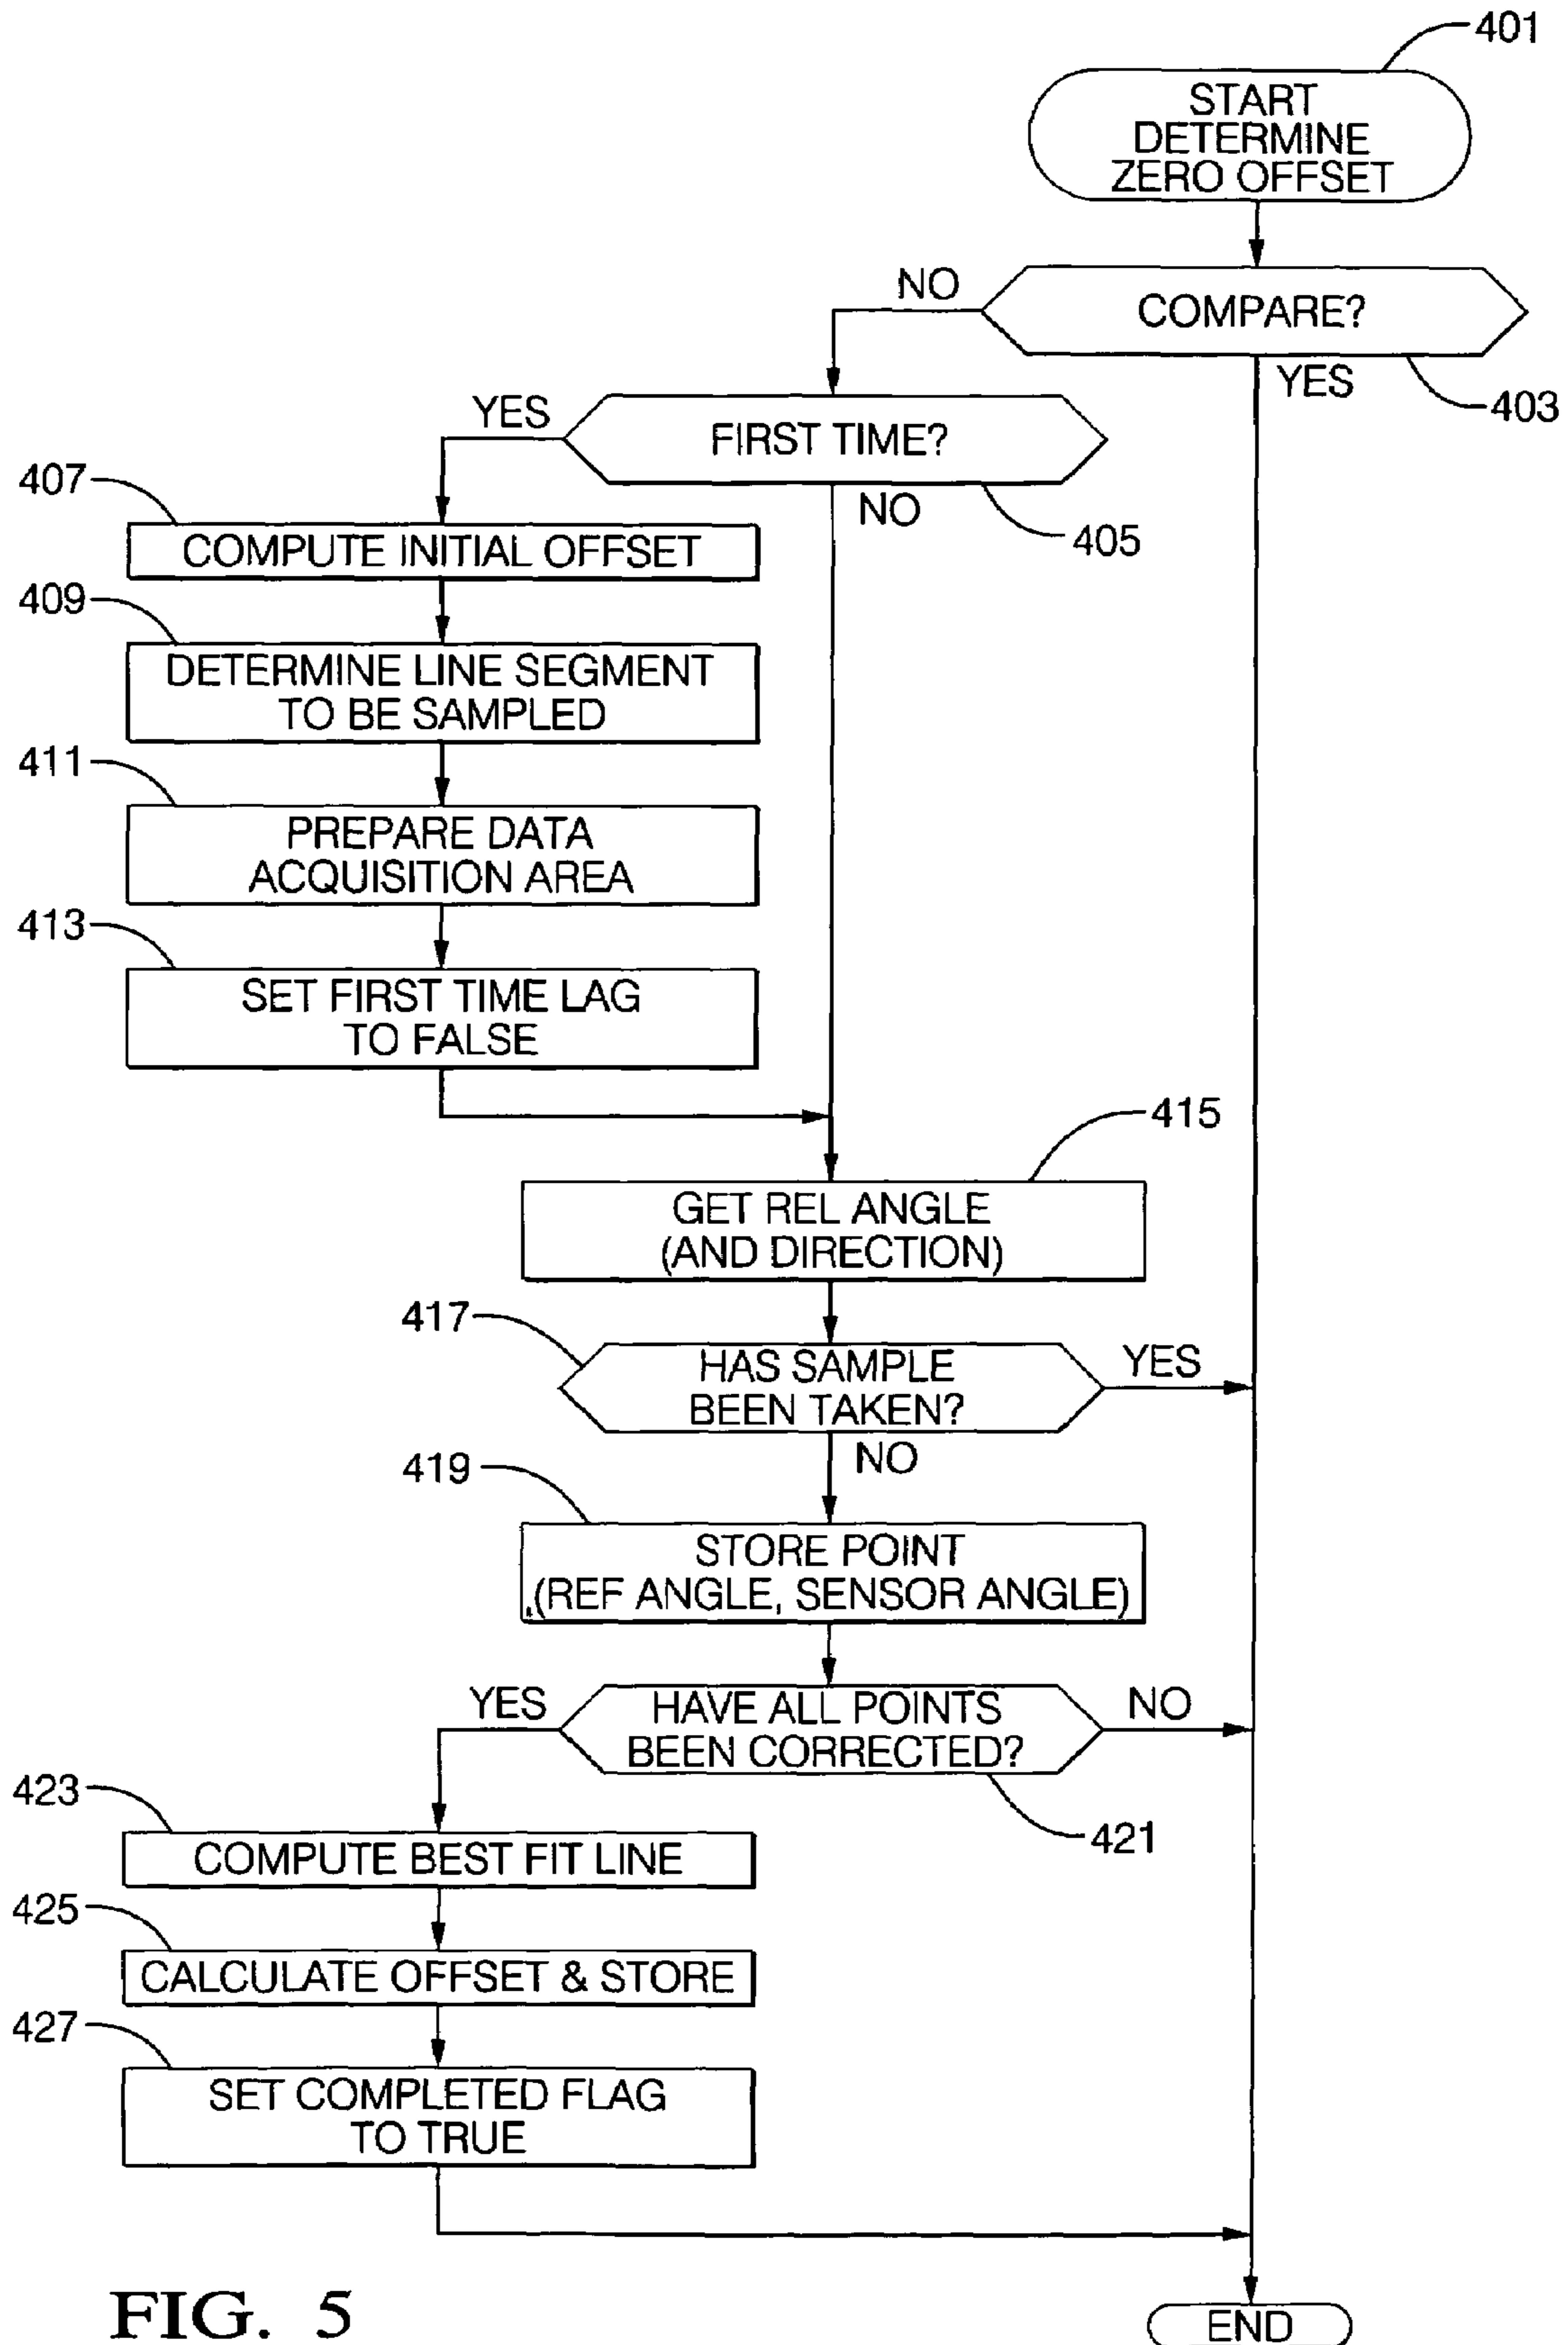 401
START
DETERMINE
ZERO OFFSET
NO
COMPARE?
YES
403
YES
FIRST TIME?
NO
405
407
COMPUTE INITIAL OFFSET
409
DETERMINE LINE SEGMENT
TO BE SAMPLED
411
PREPARE DATA
ACQUISITION AREA
413
SET FIRST TIME LAG
TO FALSE
415
GET REL ANGLE
(AND DIRECTION)
417
HAS SAMPLE
BEEN TAKEN?
YES
NO
419
STORE POINT
(REF ANGLE, SENSOR ANGLE)
YES
HAVE ALL POINTS
BEEN CORRECTED?
NO
421
423
COMPUTE BEST FIT LINE
425
CALCULATE OFFSET & STORE
427
SET COMPLETED FLAG
TO TRUE
FIG. 5
END